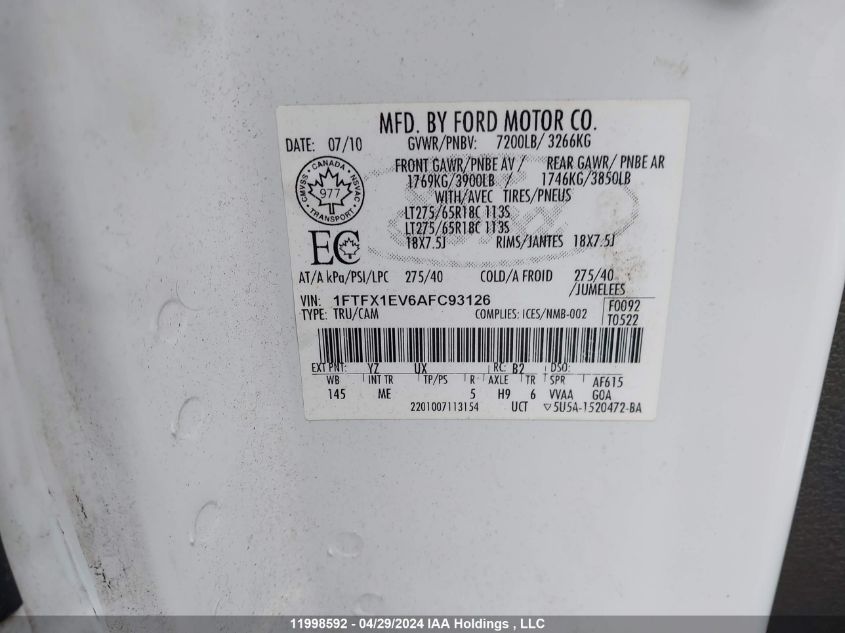 MFD. BY FORD MOTOR CO.
DATE: 07/10 GVWR/PNBV: 7200LB/ 3266KG
FRONT GAWR/PNBE AV / REAR GAWR/ PNBE AR
1769KG/3900LB / 1746KG/3850LB
WITH/AVEC TIRES/PNEUS
LT275/65R18C 113S
LT275/65R18C 113S
18X7.5J RIMS/JANTES 18X7.5J
CANADA
CMVSS NSVAC
977
TRANSPORT
EC
AT/A kPa/PSI/LPC 275/40 COLD/A FROID 275/40
/JUMELEES
VIN: 1FTFX1EV6AFC93126 F0092
TYPE: TRU/CAM COMPLIES: ICES/NMB-002 T0522
EXT PNT: YZ UX RC: B2 DSO:
WB INT TR TP/PS R AXLE TR SPR AF615
145 ME 5 H9 6 VVAA GOA
2201007113154 UCT ▽5U5A-1520472-BA
11998592 - 04/29/2024 IAA Holdings , LLC